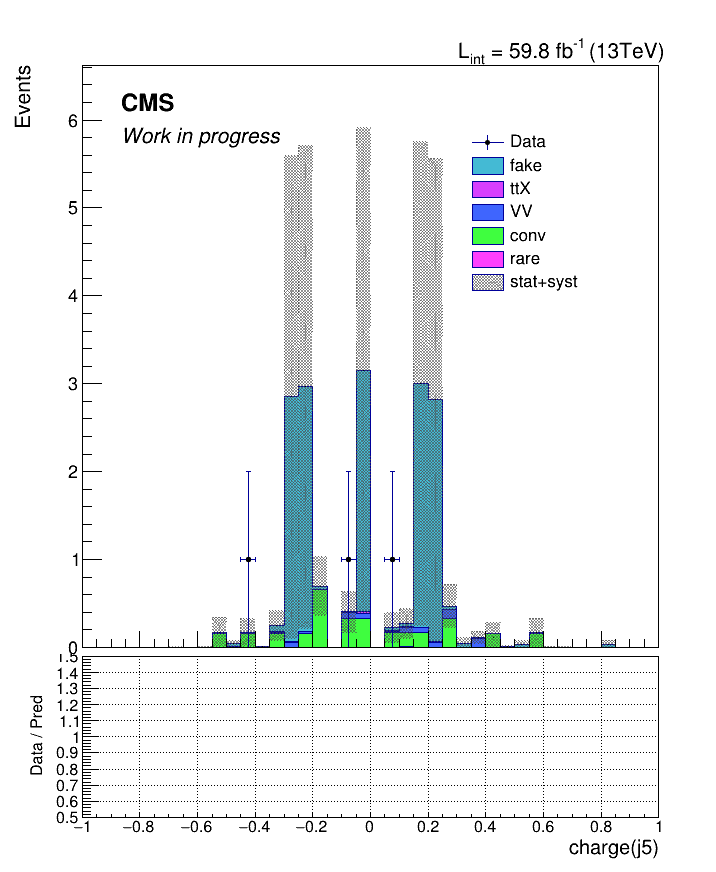 L_int = 59.8 fb^-1 (13TeV)
Events
CMS
Work in progress
Data
fake
ttX
VV
conv
rare
stat+syst
6
5
4
3
2
1
0
1.5
1.4
1.3
1.2
1.1
1
0.9
0.8
0.7
0.6
0.5
Data / Pred
−1 −0.8 −0.6 −0.4 −0.2 0 0.2 0.4 0.6 0.8 1
charge(j5)